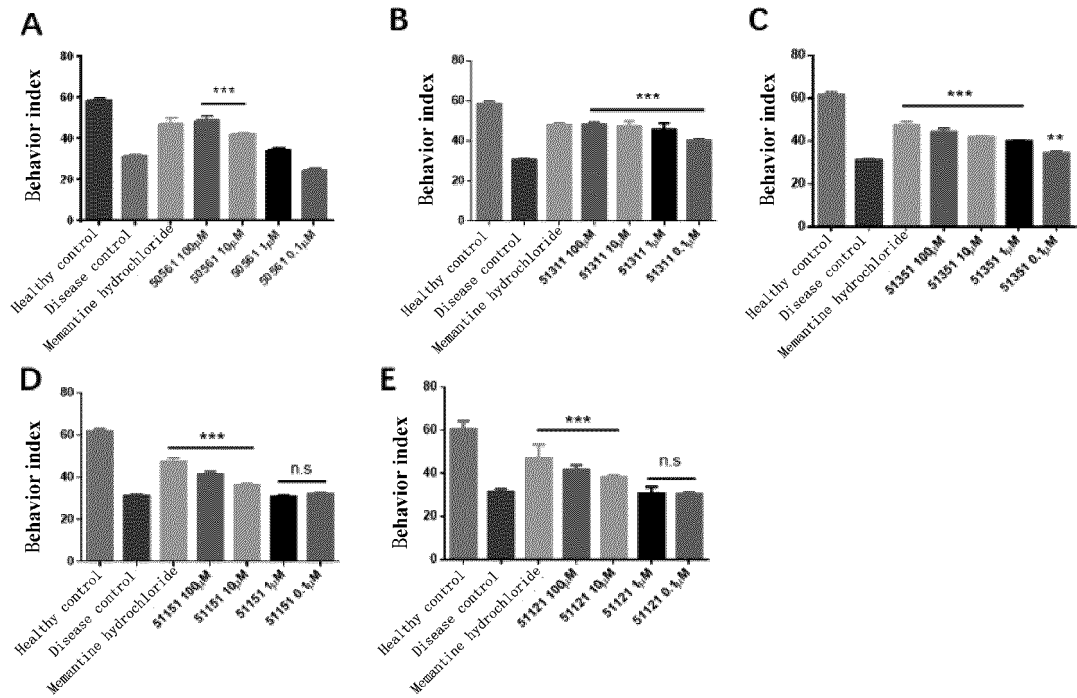 A
Behavior index
80
60
40
20
0
***
Healthy control
Disease control
Memantine hydrochloride
50561 100μM
50561 10μM
50561 1μM
50561 0.1μM
B
Behavior index
80
60
40
20
0
***
Healthy control
Disease control
Memantine hydrochloride
51311 100μM
51311 10μM
51311 1μM
51311 0.1μM
C
Behavior index
80
60
40
20
0
***
**
Healthy control
Disease control
Memantine hydrochloride
51351 100μM
51351 10μM
51351 1μM
51351 0.1μM
D
Behavior index
80
60
40
20
0
***
n.s
Healthy control
Disease control
Memantine hydrochloride
51151 100μM
51151 10μM
51151 1μM
51151 0.1μM
E
Behavior index
80
60
40
20
0
***
n.s
Healthy control
Disease control
Memantine hydrochloride
51121 100μM
51121 10μM
51121 1μM
51121 0.1μM